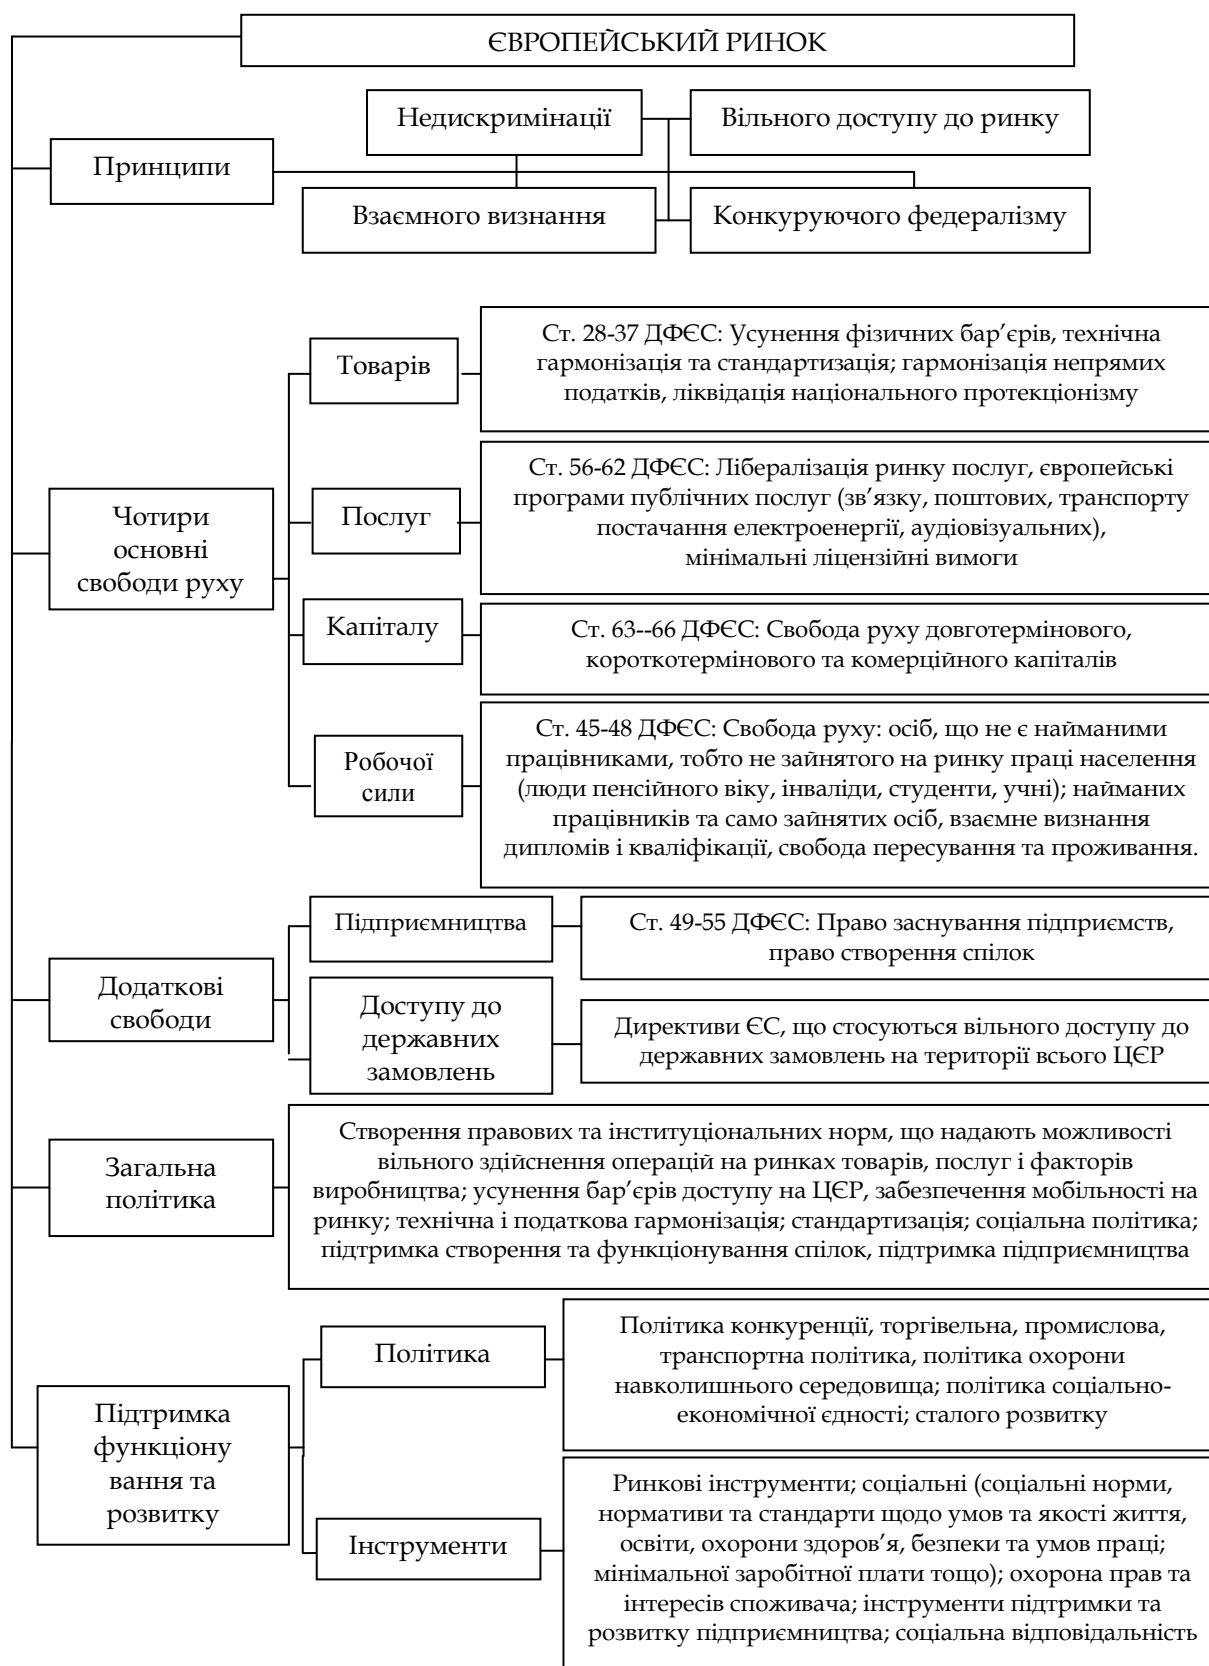 ЄВРОПЕЙСЬКИЙ РИНОК
Недискримінації
Вільного доступу до ринку
Принципи
Взаємного визнання
Конкуруючого федералізму
Чотири
основні
свободи руху
Товарів
Ст. 28-37 ДФЄС: Усунення фізичних бар’єрів, технічна
гармонізація та стандартизація; гармонізація непрямих
податків, ліквідація національного протекціонізму
Послуг
Ст. 56-62 ДФЄС: Лібералізація ринку послуг, європейські
програми публічних послуг (зв’язку, поштових, транспорту
постачання електроенергії, аудіовізуальних),
мінімальні ліцензійні вимоги
Капіталу
Ст. 63--66 ДФЄС: Свобода руху довготермінового,
короткотермінового та комерційного капіталів
Робочої
сили
Ст. 45-48 ДФЄС: Свобода руху: осіб, що не є найманими
працівниками, тобто не зайнятого на ринку праці населення
(люди пенсійного віку, інваліди, студенти, учні); найманих
працівників та само зайнятих осіб, взаємне визнання
дипломів і кваліфікації, свобода пересування та проживання.
Додаткові
свободи
Підприємництва
Ст. 49-55 ДФЄС: Право заснування підприємств,
право створення спілок
Доступу до
державних
замовлень
Директиви ЄС, що стосуються вільного доступу до
державних замовлень на території всього ЦЄР
Загальна
політика
Створення правових та інституціональних норм, що надають можливості
вільного здійснення операцій на ринках товарів, послуг і факторів
виробництва; усунення бар’єрів доступу на ЦЄР, забезпечення мобільності на
ринку; технічна і податкова гармонізація; стандартизація; соціальна політика;
підтримка створення та функціонування спілок, підтримка підприємництва
Підтримка
функціону
вання та
розвитку
Політика
Політика конкуренції, торгівельна, промислова,
транспортна політика, політика охорони
навколишнього середовища; політика соціально-
економічної єдності; сталого розвитку
Інструменти
Ринкові інструменти; соціальні (соціальні норми,
нормативи та стандарти щодо умов та якості життя,
освіти, охорони здоров’я, безпеки та умов праці;
мінімальної заробітної плати тощо); охорона прав та
інтересів споживача; інструменти підтримки та
розвитку підприємництва; соціальна відповідальність